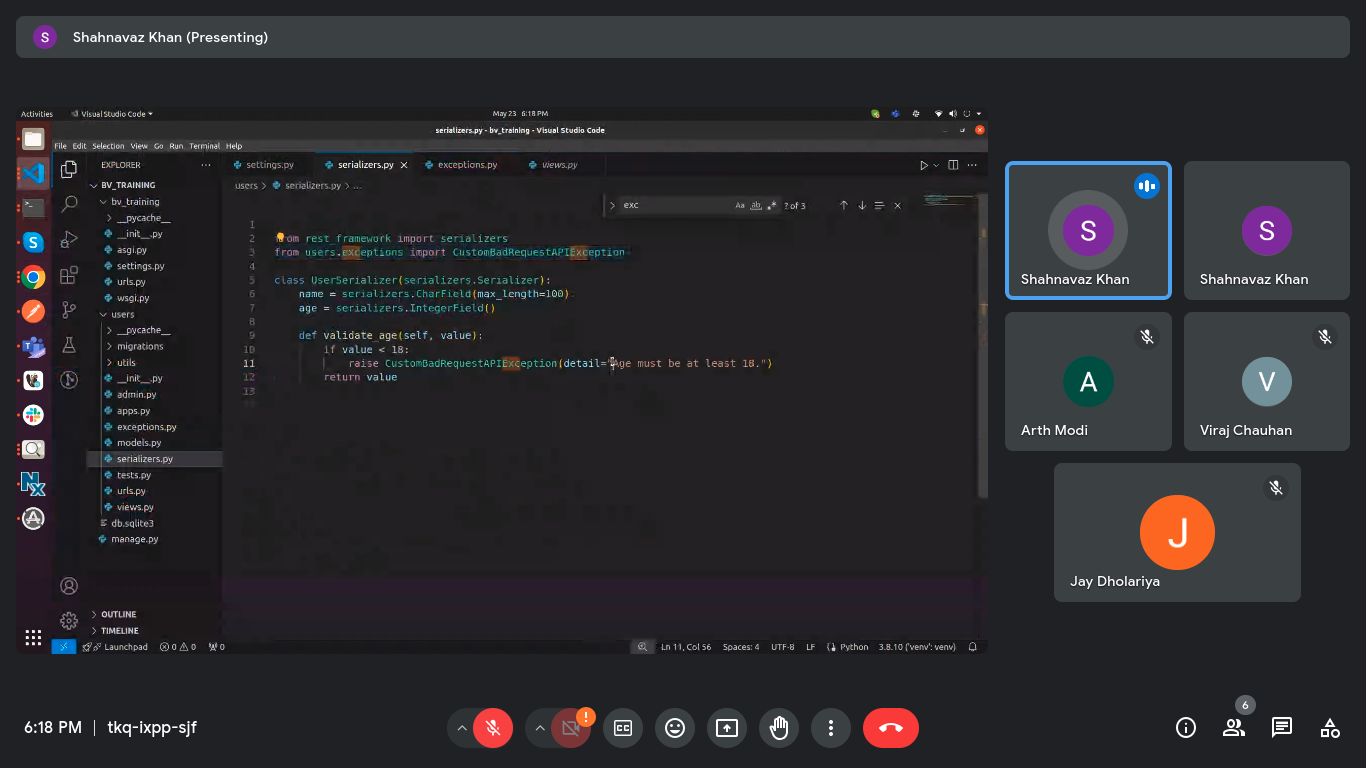 S Shahnavaz Khan (Presenting)
Activities Visual Studio Code May 23 6:18 PM
serializers.py - bv_training - Visual Studio Code
File Edit Selection View Go Run Terminal Help
EXPLORER
settings.py serializers.py exceptions.py views.py
BV_TRAINING
users > serializers.py > ...
bv_training
__pycache__
__init__.py
asgi.py
settings.py
urls.py
wsgi.py
users
__pycache__
migrations
utils
__init__.py
admin.py
apps.py
exceptions.py
models.py
serializers.py
tests.py
urls.py
views.py
db.sqlite3
manage.py
OUTLINE
TIMELINE
exc Aa ab ? of 3
1
2 from rest_framework import serializers
3 from users.exceptions import CustomBadRequestAPIException
4
5 class UserSerializer(serializers.Serializer):
6 name = serializers.CharField(max_length=100)
7 age = serializers.IntegerField()
8
9 def validate_age(self, value):
10 if value < 18:
11 raise CustomBadRequestAPIException(detail="Age must be at least 18.")
12 return value
13
Launchpad 0 0 0 Ln 11, Col 56 Spaces: 4 UTF-8 LF Python 3.8.10 ('venv': venv)
S
Shahnavaz Khan
S
Shahnavaz Khan
A
Arth Modi
V
Viraj Chauhan
J
Jay Dholariya
6:18 PM | tkq-ixpp-sjf
6